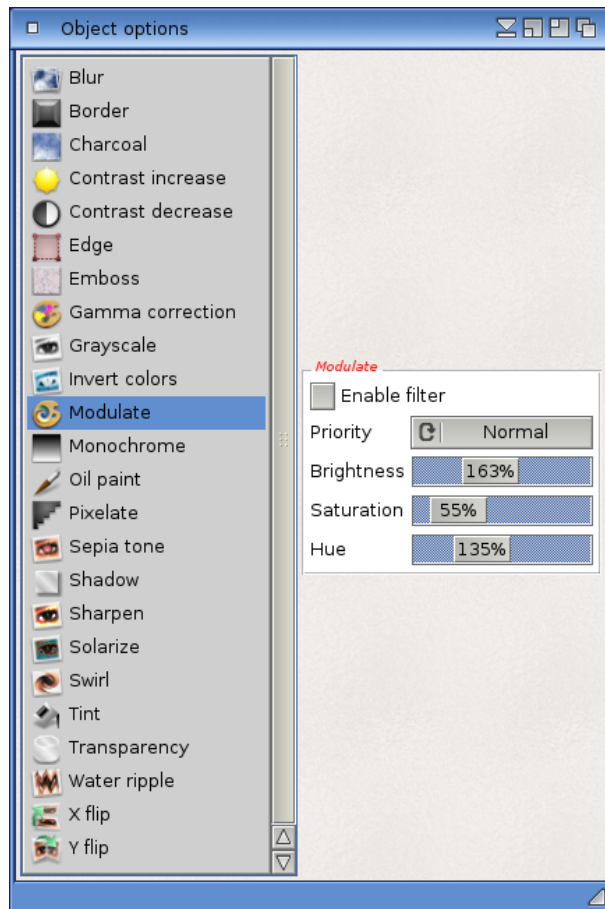 Object options
Blur
Border
Charcoal
Contrast increase
Contrast decrease
Edge
Emboss
Gamma correction
Grayscale
Invert colors
Modulate
Monochrome
Oil paint
Pixelate
Sepia tone
Shadow
Sharpen
Solarize
Swirl
Tint
Transparency
Water ripple
X flip
Y flip
Modulate
Enable filter
Priority Normal
Brightness 163%
Saturation 55%
Hue 135%